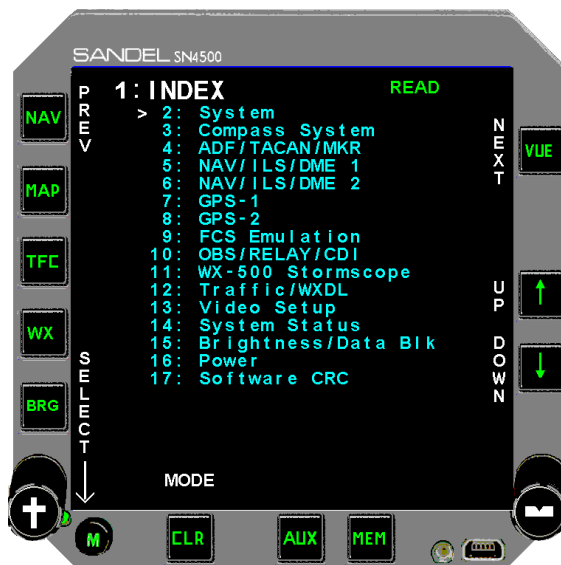 SANDEL SN4500
1: INDEX
READ
> 2: System
3: Compass System
4: ADF/TACAN/MKR
5: NAV/ILS/DME 1
6: NAV/ILS/DME 2
7: GPS-1
8: GPS-2
9: FCS Emulation
10: OBS/RELAY/CDI
11: WX-500 Stormscope
12: Traffic/WXDL
13: Video Setup
14: System Status
15: Brightness/Data Blk
16: Power
17: Software CRC
PREV
SELECT
NEXT
UP
DOWN
NAV
MAP
TFC
WX
BRG
VUE
↑
↓
MODE
M
CLR
AUX
MEM